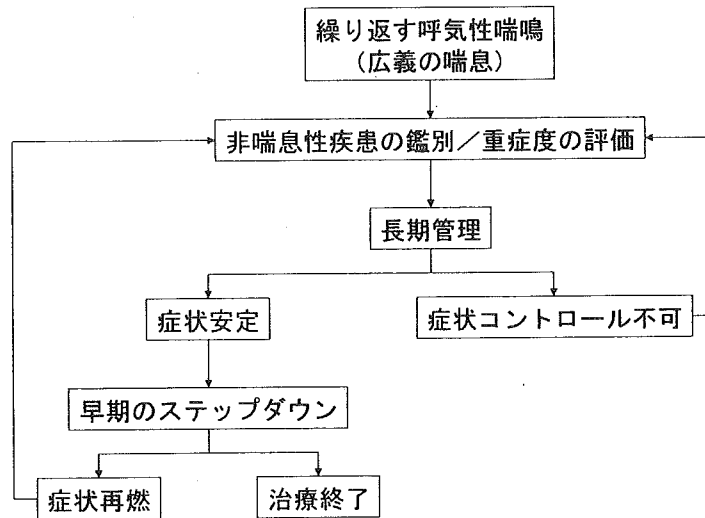 繰り返す呼気性喘鳴
(広義の喘息)
非喘息性疾患の鑑別／重症度の評価
長期管理
症状安定
症状コントロール不可
早期のステップダウン
症状再燃
治療終了